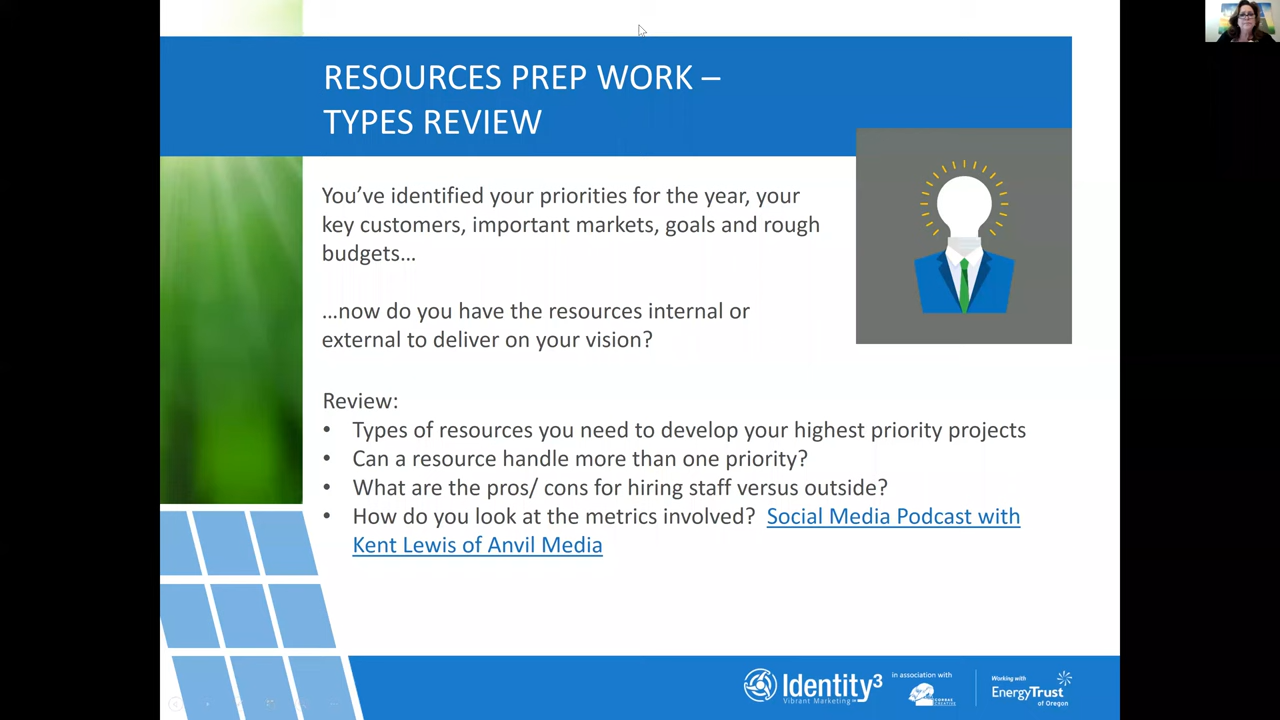 RESOURCES PREP WORK –
TYPES REVIEW
You’ve identified your priorities for the year, your
key customers, important markets, goals and rough
budgets…
…now do you have the resources internal or
external to deliver on your vision?
Review:
• Types of resources you need to develop your highest priority projects
• Can a resource handle more than one priority?
• What are the pros/ cons for hiring staff versus outside?
• How do you look at the metrics involved? Social Media Podcast with
Kent Lewis of Anvil Media
Identity3
Vibrant Marketing
in association with
Working with
EnergyTrust
of Oregon